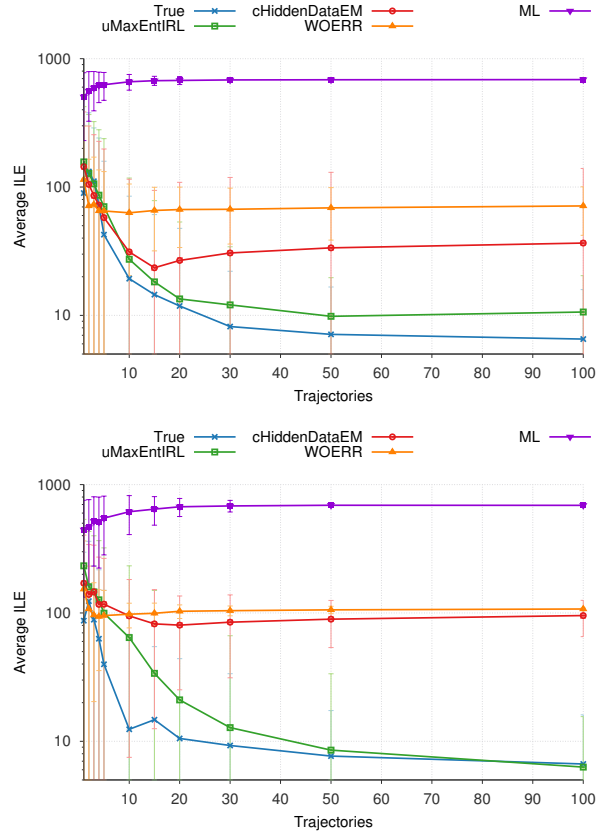 True cHiddenDataEM ML
uMaxEntIRL WOERR
1000
100
10
Average ILE
10 20 30 40 50 60 70 80 90 100
Trajectories
True cHiddenDataEM ML
uMaxEntIRL WOERR
1000
100
10
Average ILE
10 20 30 40 50 60 70 80 90 100
Trajectories